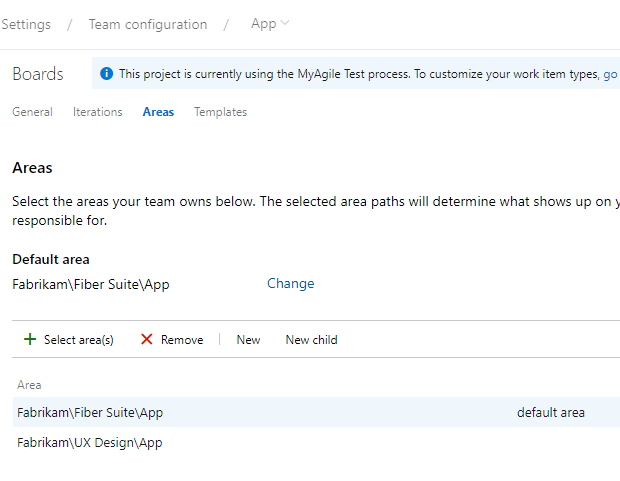 Settings / Team configuration / App
Boards
This project is currently using the MyAgile Test process. To customize your work item types, go
General Iterations Areas Templates
Areas
Select the areas your team owns below. The selected area paths will determine what shows up on y
responsible for.
Default area
Fabrikam\Fiber Suite\App Change
Select area(s) Remove New New child
Area
Fabrikam\Fiber Suite\App default area
Fabrikam\UX Design\App